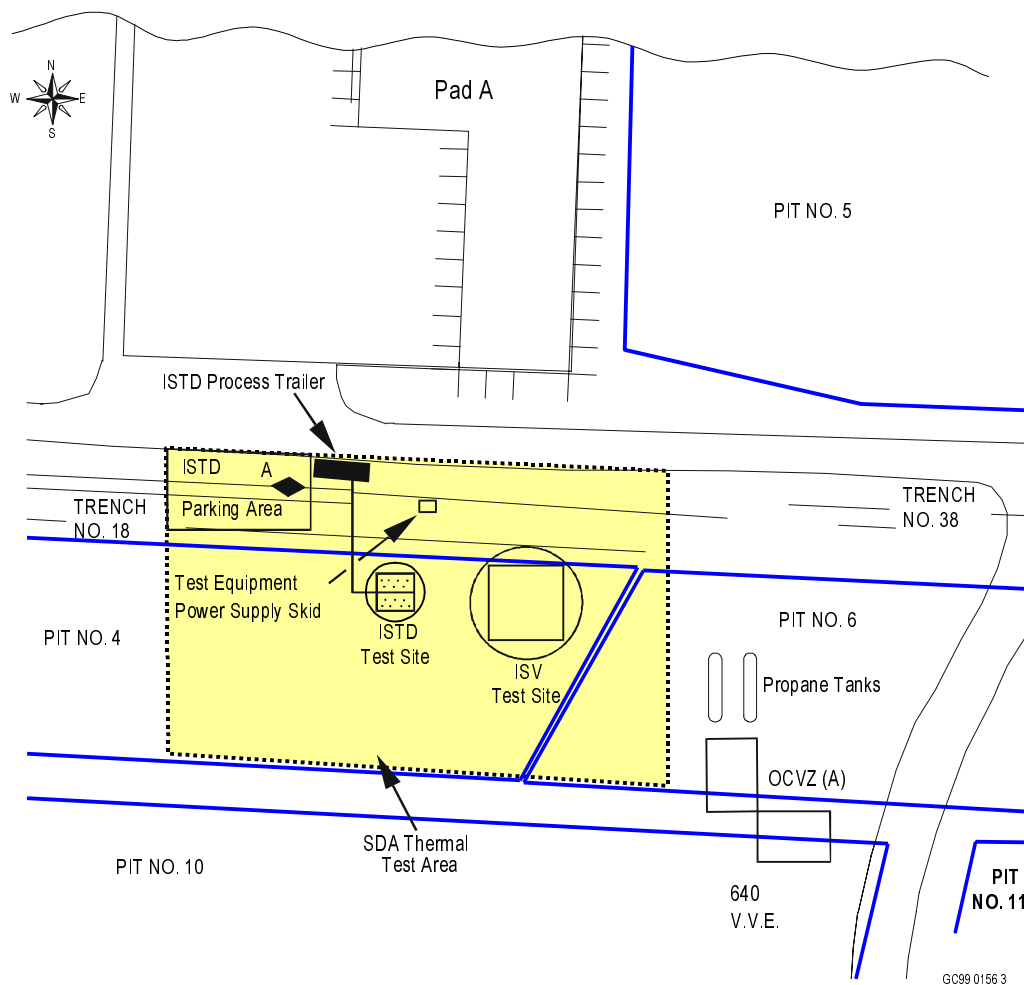 N
W E
S
Pad A
PIT NO. 5
ISTD Process Trailer
ISTD A
Parking Area
TRENCH
NO. 18
TRENCH
NO. 38
Test Equipment
Power Supply Skid
PIT NO. 4
ISTD
Test Site
ISV
Test Site
PIT NO. 6
Propane Tanks
OCVZ (A)
SDA Thermal
Test Area
PIT NO. 10
640
V.V.E.
PIT
NO. 11
GC99 0156 3